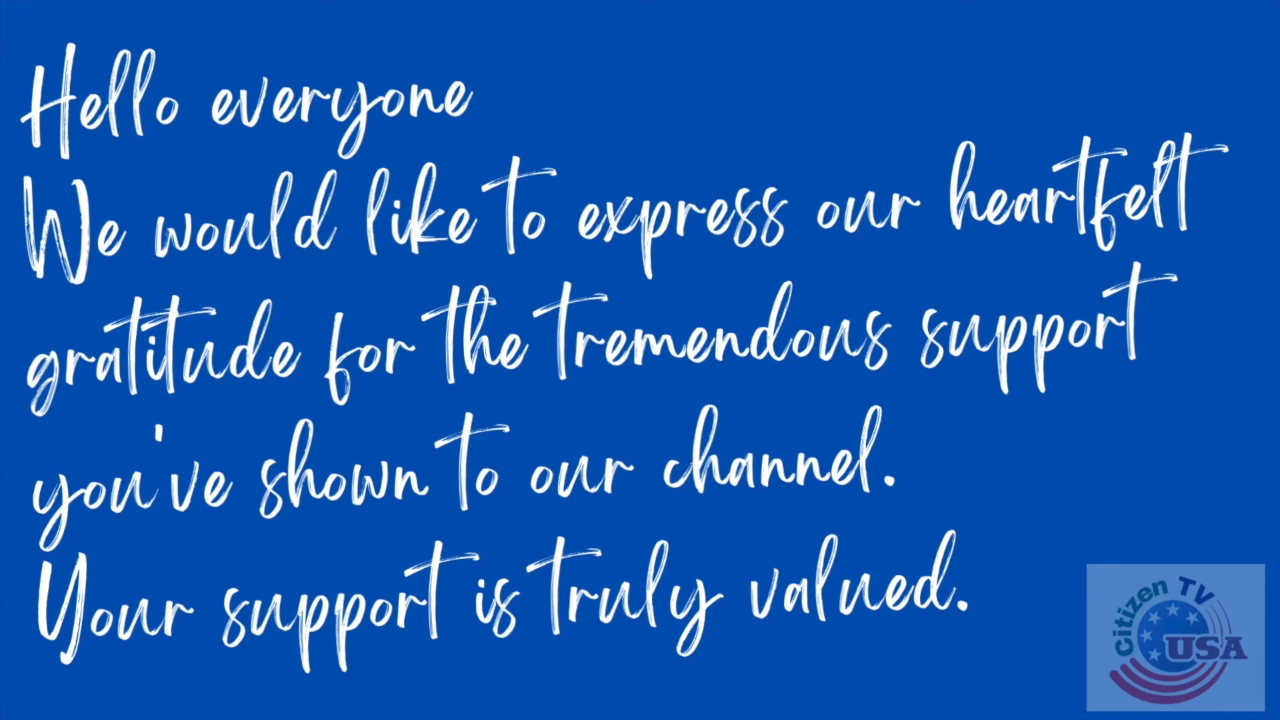 Hello everyone
We would like to express our heartfelt
gratitude for the tremendous support
you've shown to our channel.
Your support is truly valued.
Citizen TV
USA